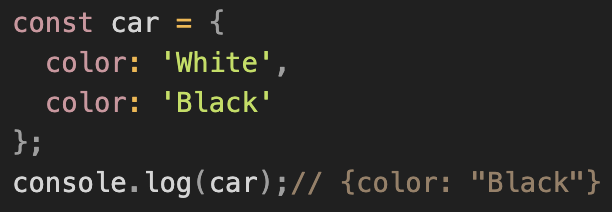 const car = {
  color: 'White',
  color: 'Black'
};
console.log(car);// {color: "Black"}